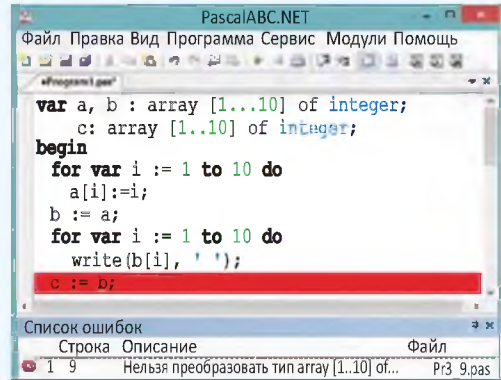 PascalABC.NET
Файл Правка Вид Программа Сервис Модули Помощь
•Program1.pas*
var a, b : array [1...10] of integer;
c: array [1..10] of integer;
begin
for var i := 1 to 10 do
a[i]:=i;
b := a;
for var i := 1 to 10 do
write(b[i], ' ');
c := b;
Список ошибок
Строка Описание Файл
1 9 Нельзя преобразовать тип array [1..10] of... Pr3_9.pas